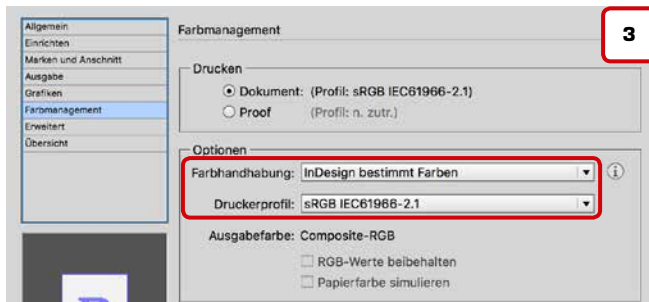 Allgemein
Einrichten
Marken und Anschnitt
Ausgabe
Grafiken
Farbmanagement
Erweitert
Übersicht
Farbmanagement
3
Drucken
Dokument: (Profil: sRGB IEC61966-2.1)
Proof (Profil: n. zutr.)
Optionen
Farbhandhabung: InDesign bestimmt Farben
Druckerprofil: sRGB IEC61966-2.1
Ausgabefarbe: Composite-RGB
RGB-Werte beibehalten
Papierfarbe simulieren